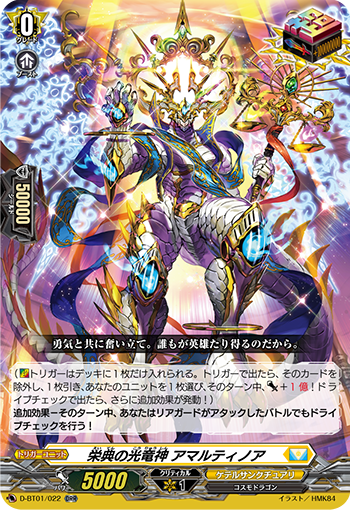 0
グレード
ブースト
50000
シールド
勇気と共に奮い立て。誰もが英雄たり得るのだから。
【超トリガーはデッキに1枚だけ入れられる。トリガーで出たら、そのカードを
除外し、1枚引き、あなたのユニットを1枚選び、そのターン中、+1億!ドラ
イブチェックで出たら、さらに追加効果が発動!】
追加効果-そのターン中、あなたはリアガードがアタックしたバトルでもドライ
ブチェックを行う!
トリガーユニット
栄典の光竜神 アマルティノア
D-BT01/022 RRR
パワー
5000
クリティカル
1
ケテルサンクチュアリ
コスモドラゴン
イラスト/HMK84